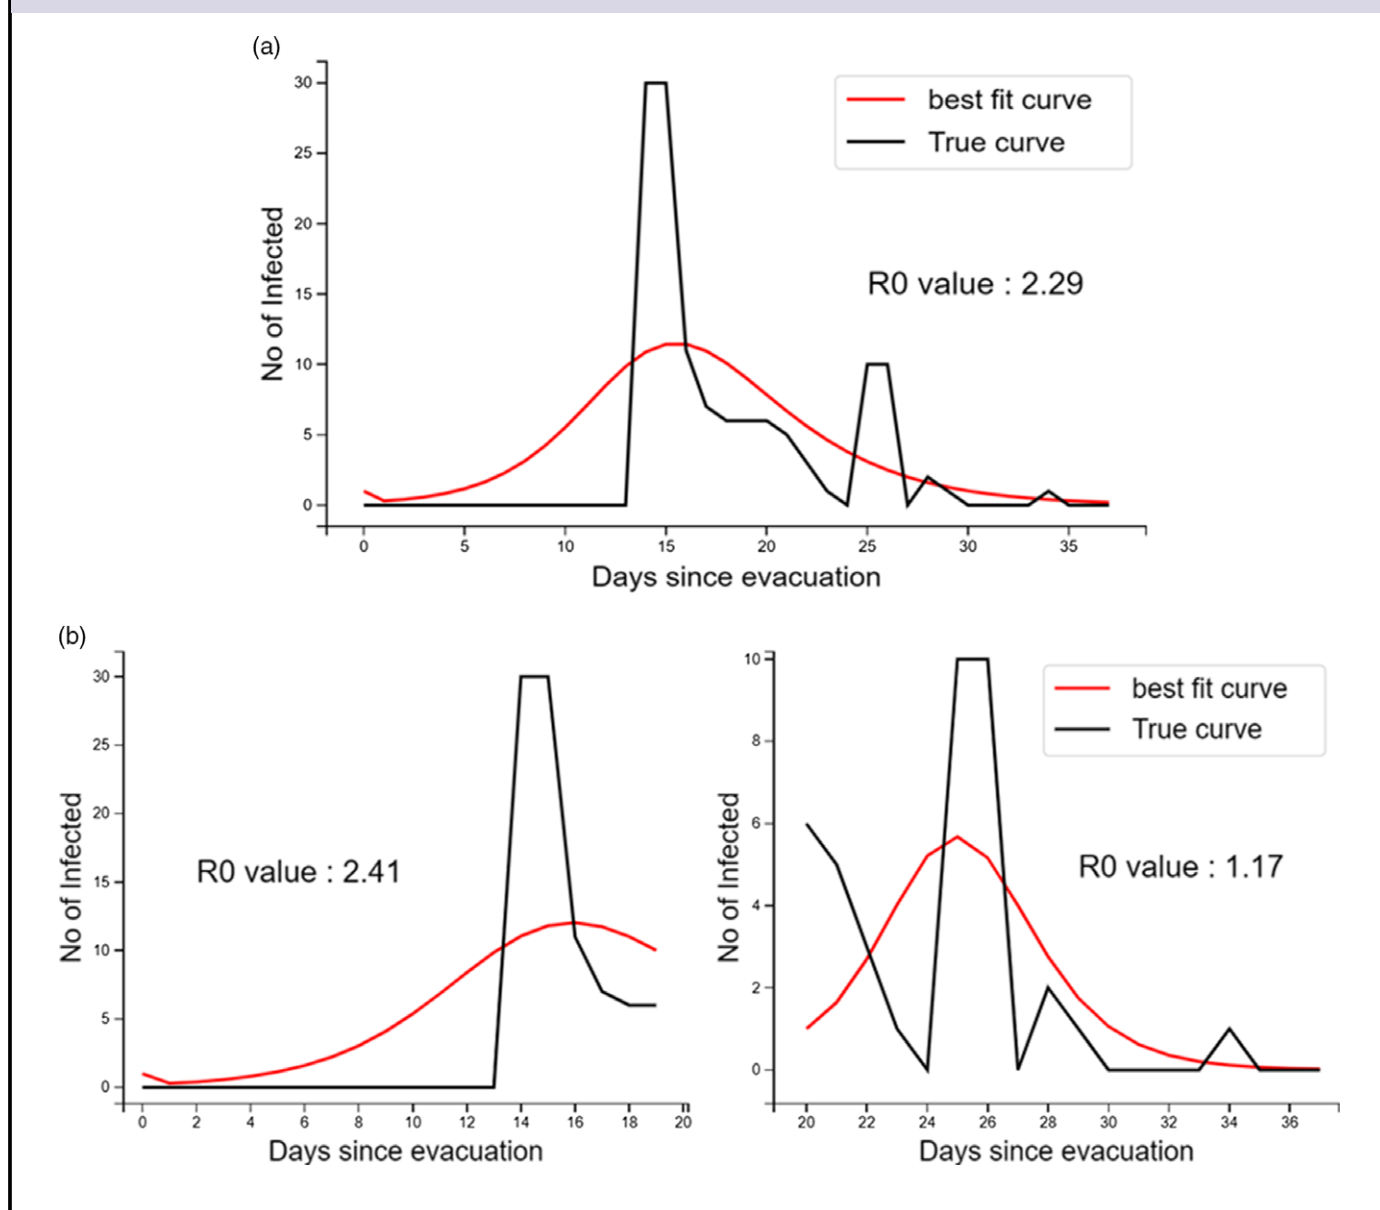 (a)
30
25
20
15
10
5
0
No of Infected
best fit curve
True curve
R0 value : 2.29
0 5 10 15 20 25 30 35
Days since evacuation
(b)
30
25
20
15
10
5
0
No of Infected
R0 value : 2.41
0 2 4 6 8 10 12 14 16 18 20
Days since evacuation
10
8
6
4
2
0
No of Infected
best fit curve
True curve
R0 value : 1.17
20 22 24 26 28 30 32 34 36
Days since evacuation